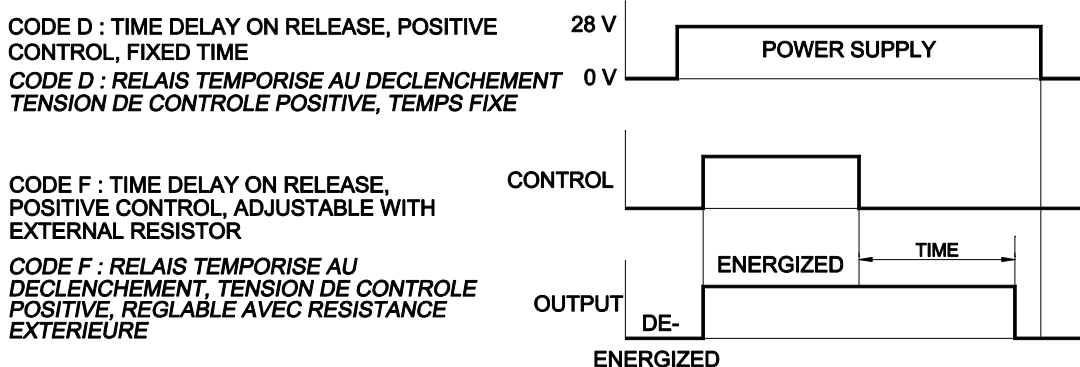 CODE D : TIME DELAY ON RELEASE, POSITIVE
CONTROL, FIXED TIME
CODE D : RELAIS TEMPORISE AU DECLENCHEMENT
TENSION DE CONTROLE POSITIVE, TEMPS FIXE
28 V
POWER SUPPLY
0 V
CODE F : TIME DELAY ON RELEASE,
POSITIVE CONTROL, ADJUSTABLE WITH
EXTERNAL RESISTOR
CODE F : RELAIS TEMPORISE AU
DECLENCHEMENT, TENSION DE CONTROLE
POSITIVE, REGLABLE AVEC RESISTANCE
EXTERIEURE
CONTROL
TIME
ENERGIZED
OUTPUT
DE-
ENERGIZED